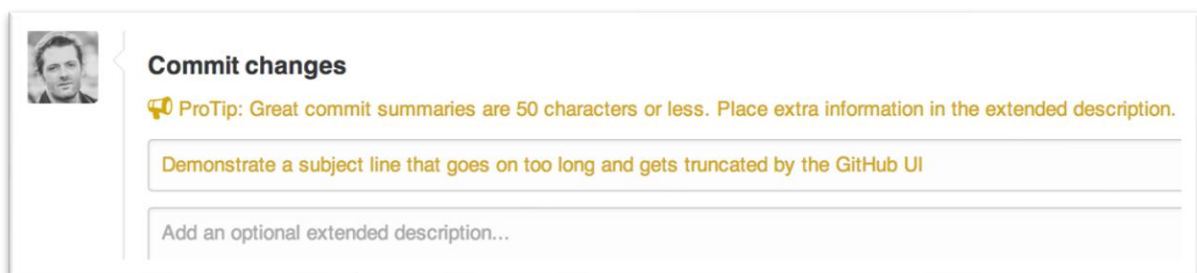 Commit changes
ProTip: Great commit summaries are 50 characters or less. Place extra information in the extended description.
Demonstrate a subject line that goes on too long and gets truncated by the GitHub UI
Add an optional extended description...